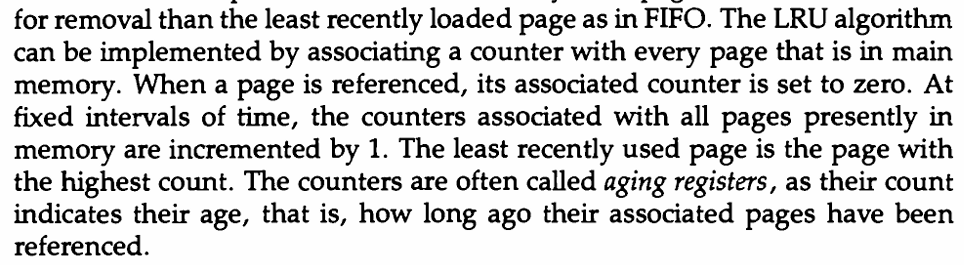 for removal than the least recently loaded page as in FIFO. The LRU algorithm
can be implemented by associating a counter with every page that is in main
memory. When a page is referenced, its associated counter is set to zero. At
fixed intervals of time, the counters associated with all pages presently in
memory are incremented by 1. The least recently used page is the page with
the highest count. The counters are often called aging registers, as their count
indicates their age, that is, how long ago their associated pages have been
referenced.